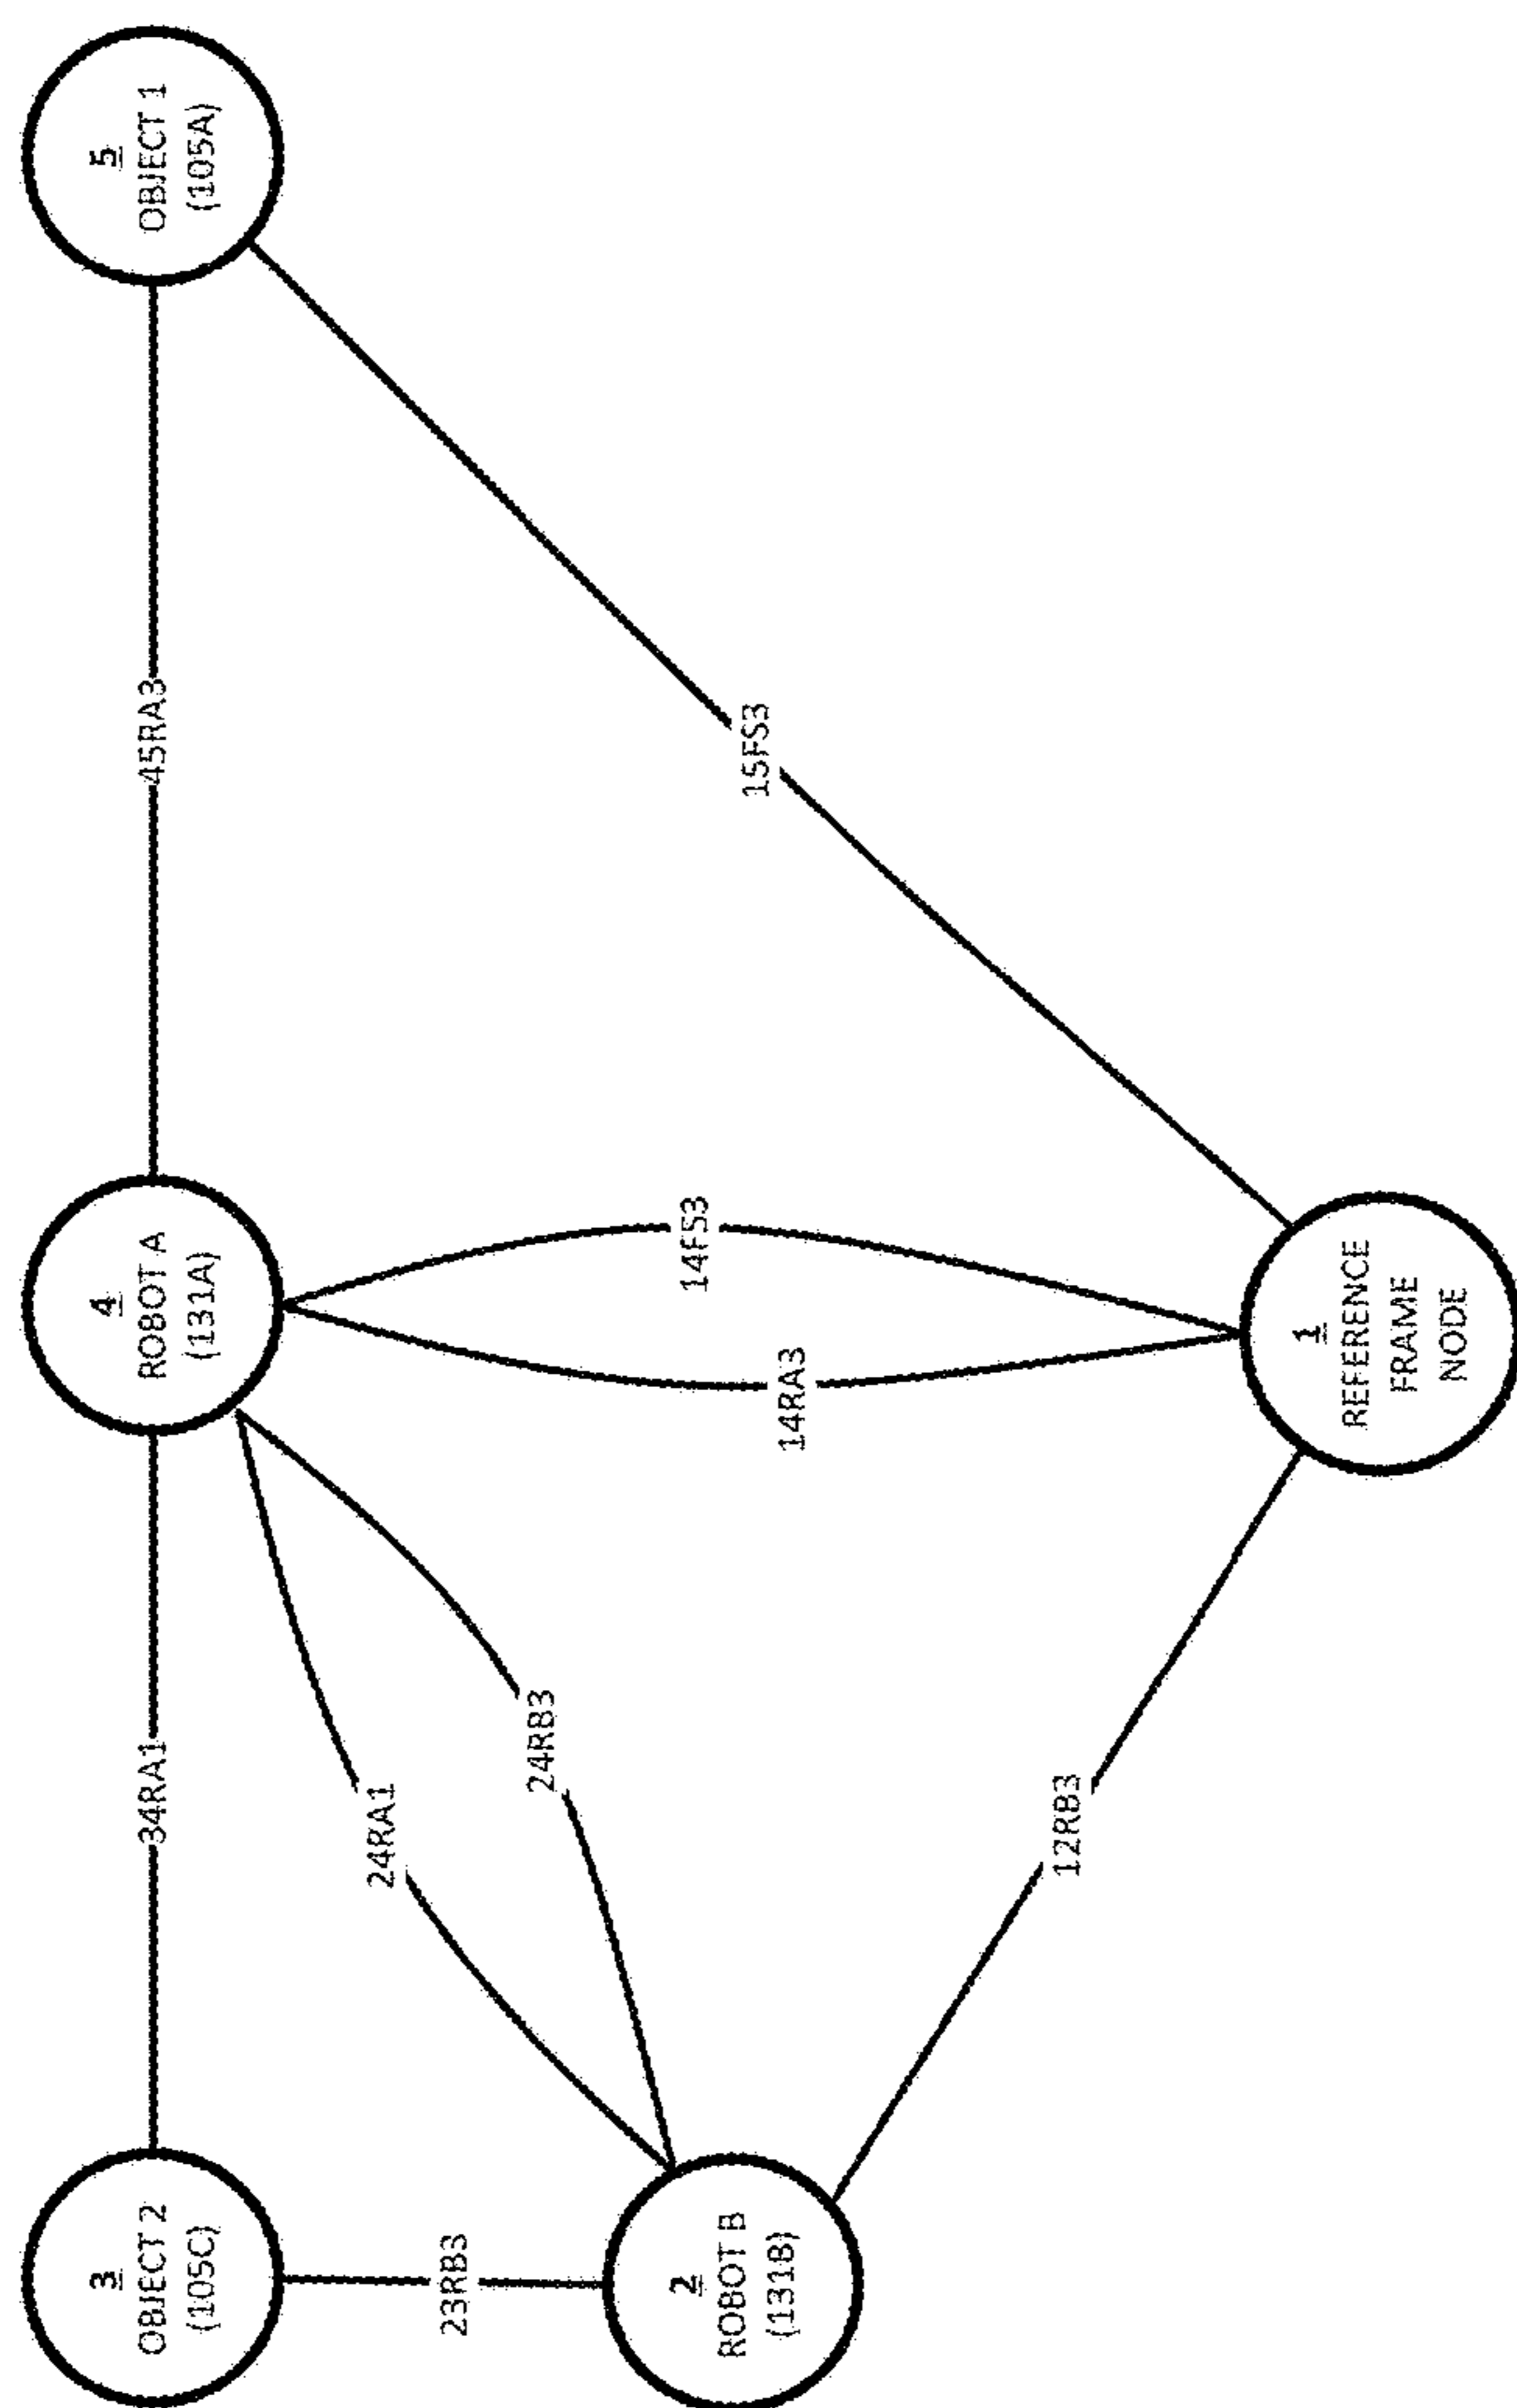 3
OBJECT 2
(105C)
34RA1
4
ROBOT A
(131A)
45RA3
5
OBJECT 1
(105A)
23RB3
24RA1
24RB3
14RA3
14FS3
15FS3
2
ROBOT B
(131B)
12RB3
1
REFERENCE
FRAME
NODE